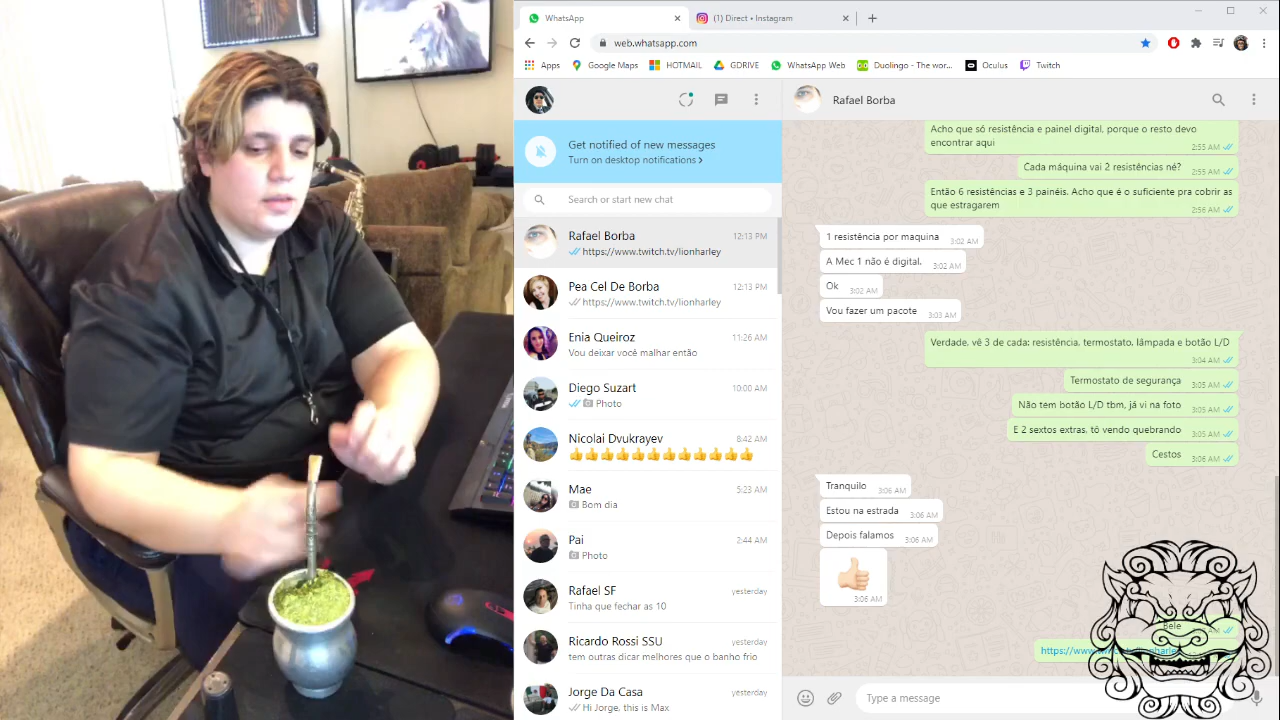 WhatsApp
(1) Direct • Instagram
web.whatsapp.com
Apps Google Maps HOTMAIL GDRIVE WhatsApp Web Duolingo - The wor... Oculus Twitch
Get notified of new messages
Turn on desktop notifications >
Search or start new chat
Rafael Borba 12:13 PM
https://www.twitch.tv/lionharley
Pea Cel De Borba 12:13 PM
https://www.twitch.tv/lionharley
Enia Queiroz 11:26 AM
Vou deixar você malhar então
Diego Suzart 10:00 AM
Photo
Nicolai Dvukrayev 8:42 AM
👍👍👍👍👍👍👍👍👍👍👍👍
Mae 5:23 AM
Bom dia
Pai 2:44 AM
Photo
Rafael SF yesterday
Tinha que fechar as 10
Ricardo Rossi SSU yesterday
tem outras dicar melhores que o banho frio
Jorge Da Casa yesterday
Hi Jorge, this is Max
Rafael Borba
Acho que só resistência e painel digital, porque o resto devo
encontrar aqui 2:55 AM
Cada máquina vai 2 resistências né? 2:55 AM
Então 6 resistências e 3 painéis. Acho que é o suficiente pra cobrir as
que estragarem 2:56 AM
1 resistência por maquina 3:02 AM
A Mec 1 não é digital. 3:02 AM
Ok 3:02 AM
Vou fazer um pacote 3:03 AM
Verdade, vê 3 de cada: resistência, termostato, lâmpada e botão L/D
3:04 AM
Termostato de segurança 3:05 AM
Não tem botão L/D tbm, já vi na foto 3:05 AM
E 2 sextos extras, tô vendo quebrando 3:05 AM
Cestos 3:06 AM
Tranquilo 3:06 AM
Estou na estrada 3:06 AM
Depois falamos 3:06 AM
👍🏻
3:06 AM
Bele
Type a message